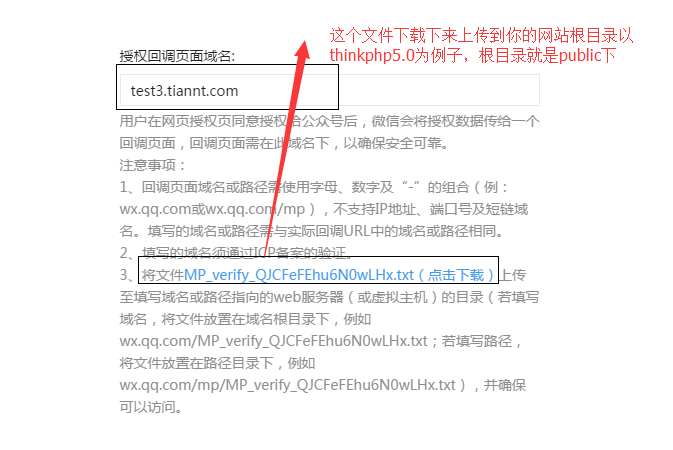 这个文件下载下来上传到你的网站根目录以
thinkphp5.0为例子，根目录就是public下
授权回调页面域名:
test3.tiannt.com
用户在网页授权页同意授权给公众号后，微信会将授权数据传给一个
回调页面，回调页面需在此域名下，以确保安全可靠。
注意事项：
1、回调页面域名或路径需使用字母、数字及“-”的组合（例：
wx.qq.com或wx.qq.com/mp），不支持IP地址、端口号及短链域
名。填写的域名或路径需与实际回调URL中的域名或路径相同。
2、填写的域名须通过ICP备案的验证。
3、将文件MP_verify_QJCFeFEhu6N0wLHx.txt（点击下载）上传
至填写域名或路径指向的web服务器（或虚拟主机）的目录（若填写
域名，将文件放置在域名根目录下，例如
wx.qq.com/MP_verify_QJCFeFEhu6N0wLHx.txt；若填写路径，
将文件放置在路径目录下，例如
wx.qq.com/mp/MP_verify_QJCFeFEhu6N0wLHx.txt），并确保
可以访问。